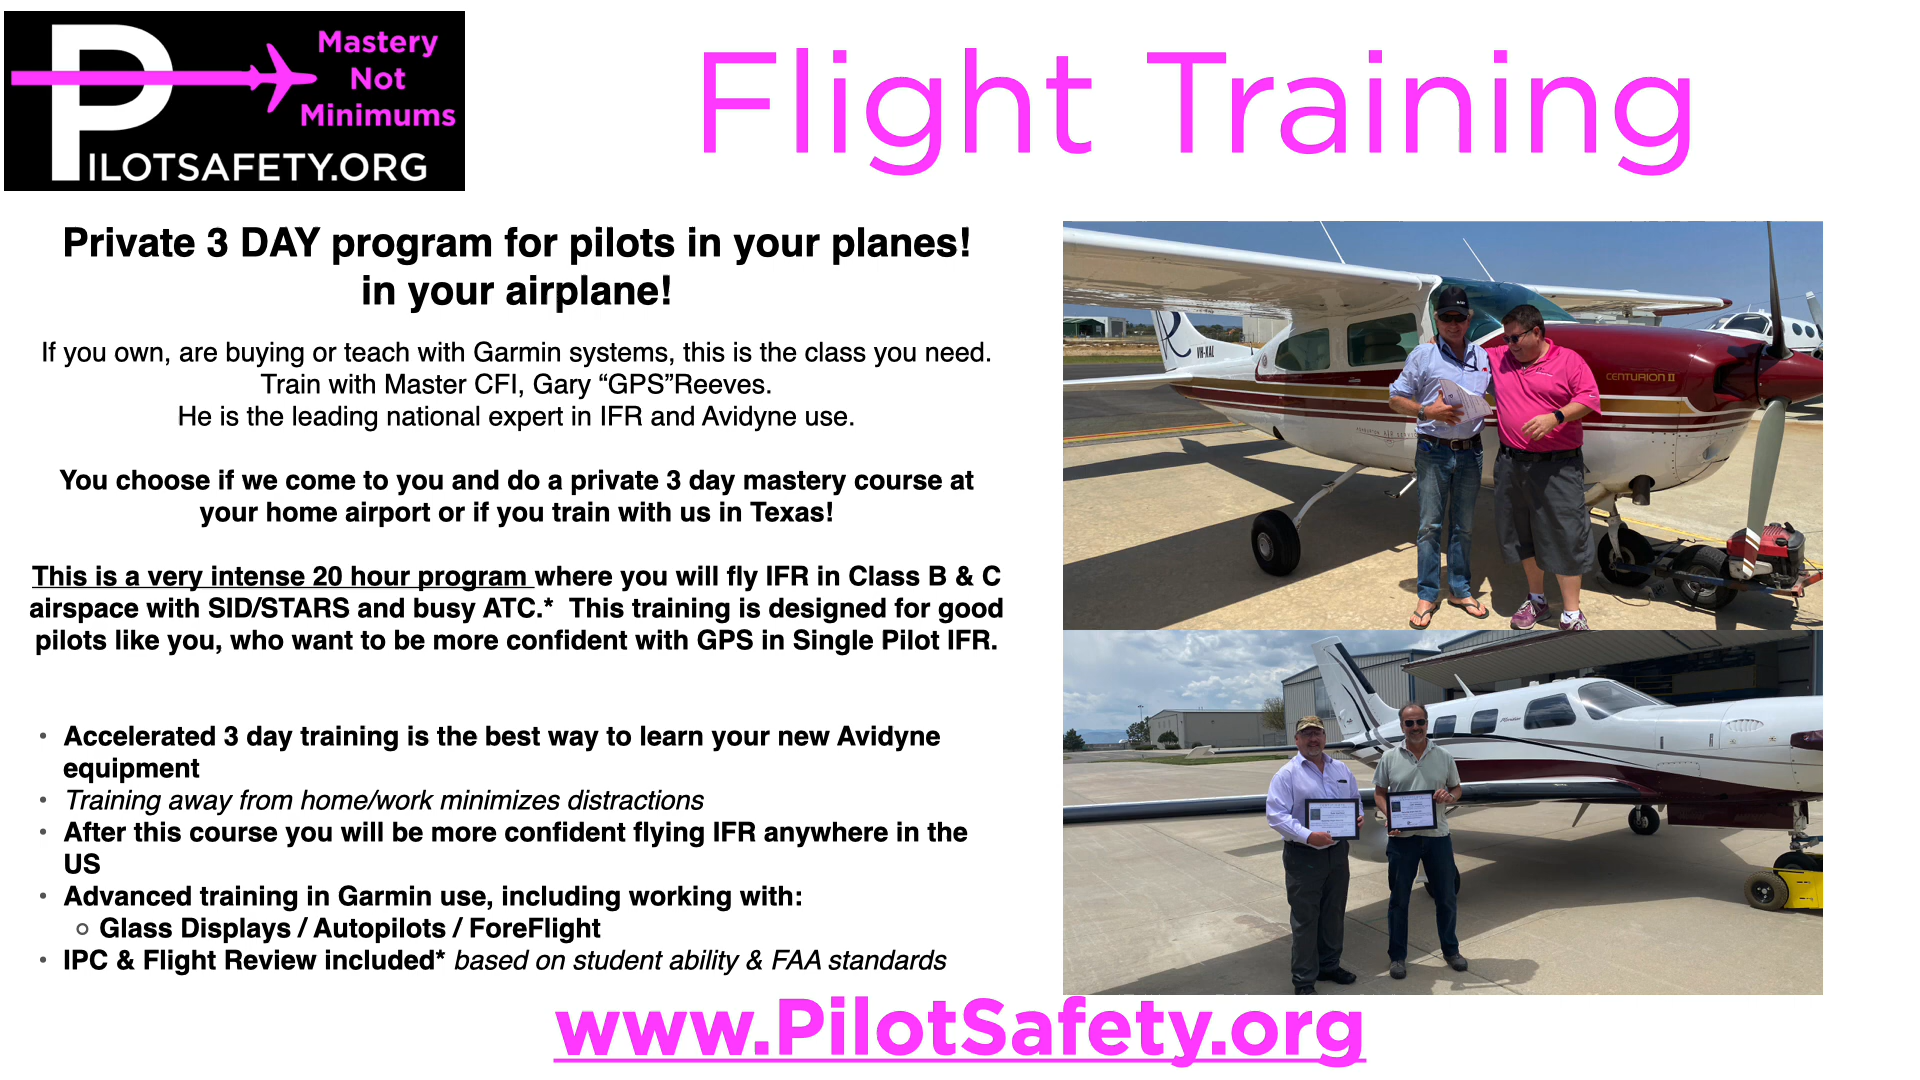 Mastery
Not
Minimums
PILOTSAFETY.ORG
Flight Training
Private 3 DAY program for pilots in your planes!
in your airplane!
If you own, are buying or teach with Garmin systems, this is the class you need.
Train with Master CFI, Gary “GPS”Reeves.
He is the leading national expert in IFR and Avidyne use.
You choose if we come to you and do a private 3 day mastery course at
your home airport or if you train with us in Texas!
This is a very intense 20 hour program where you will fly IFR in Class B & C
airspace with SID/STARS and busy ATC.* This training is designed for good
pilots like you, who want to be more confident with GPS in Single Pilot IFR.
• Accelerated 3 day training is the best way to learn your new Avidyne
equipment
• Training away from home/work minimizes distractions
• After this course you will be more confident flying IFR anywhere in the
US
• Advanced training in Garmin use, including working with:
○ Glass Displays / Autopilots / ForeFlight
• IPC & Flight Review included* based on student ability & FAA standards
VH-KAL
CENTURION II
www.PilotSafety.org